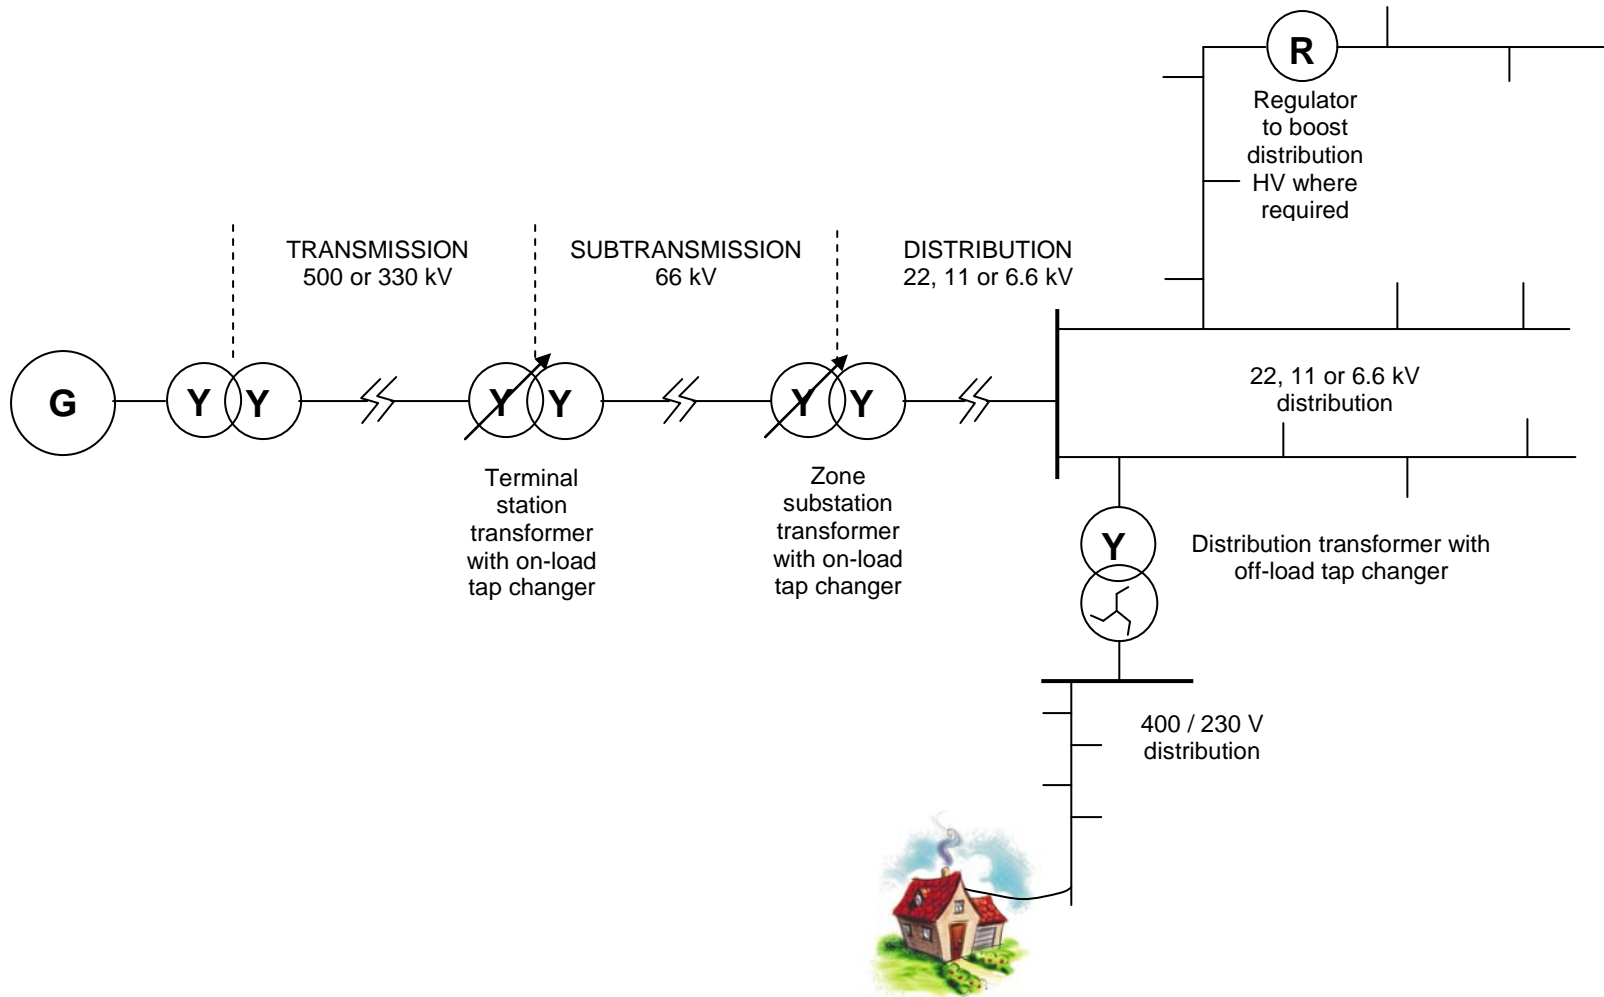 R
Regulator
to boost
distribution
HV where
required
TRANSMISSION
500 or 330 kV
SUBTRANSMISSION
66 kV
DISTRIBUTION
22, 11 or 6.6 kV
G
Y Y
Y Y
Y Y
22, 11 or 6.6 kV
distribution
Terminal
station
transformer
with on-load
tap changer
Zone
substation
transformer
with on-load
tap changer
Y
Distribution transformer with
off-load tap changer
400 / 230 V
distribution